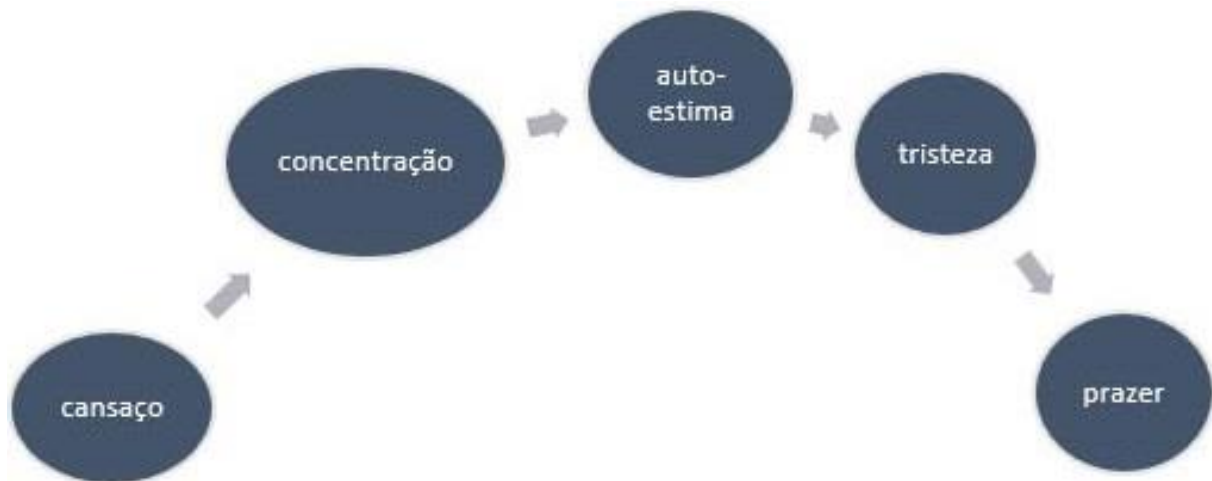 cansaço
concentração
auto-
estima
tristeza
prazer